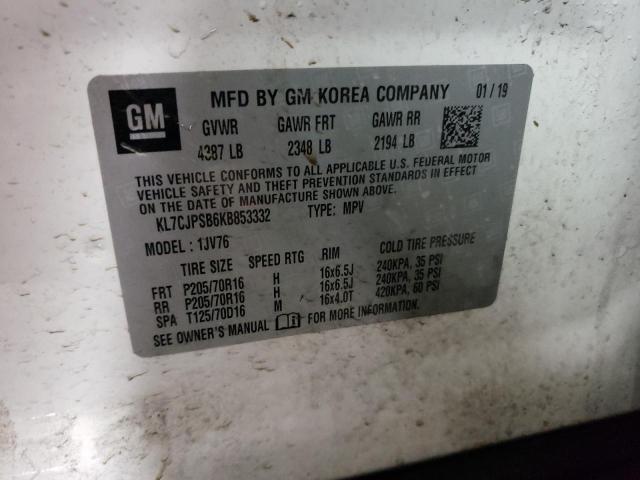 GM
MFD BY GM KOREA COMPANY 01 / 19
GVWR GAWR FRT GAWR RR
4387 LB 2348 LB 2194 LB
THIS VEHICLE CONFORMS TO ALL APPLICABLE U.S. FEDERAL MOTOR
VEHICLE SAFETY AND THEFT PREVENTION STANDARDS IN EFFECT
ON THE DATE OF MANUFACTURE SHOWN ABOVE.
KL7CJPSB6KB853332 TYPE: MPV
MODEL: 1JV76
TIRE SIZE SPEED RTG RIM COLD TIRE PRESSURE
FRT P205/70R16 H 16x6.5J 240KPA, 35 PSI
RR P205/70R16 H 16x6.5J 240KPA, 35 PSI
SPA T125/70D16 M 16x4.0T 420KPA, 60 PSI
SEE OWNER'S MANUAL FOR MORE INFORMATION.